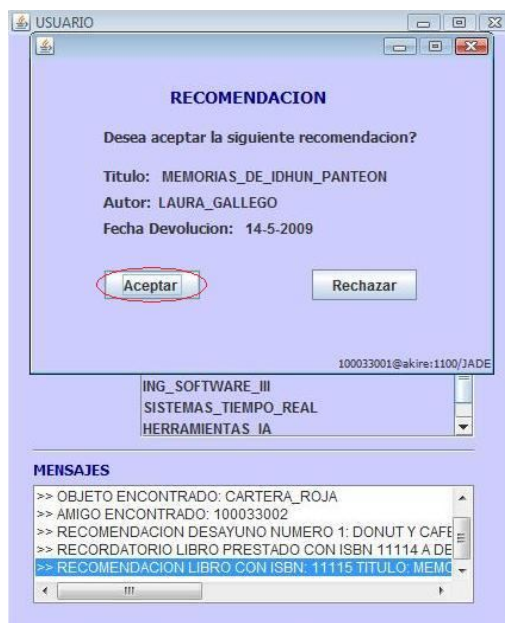 USUARIO
RECOMENDACION
Desea aceptar la siguiente recomendacion?
Titulo: MEMORIAS_DE_IDHUN_PANTEON
Autor: LAURA_GALLEGO
Fecha Devolucion: 14-5-2009
Aceptar Rechazar
100033001@akire:1100/JADE
ING_SOFTWARE_III
SISTEMAS_TIEMPO_REAL
HERRAMIENTAS_IA
MENSAJES
>> OBJETO ENCONTRADO: CARTERA_ROJA
>> AMIGO ENCONTRADO: 100033002
>> RECOMENDACION DESAYUNO NUMERO 1: DONUT Y CAFE
>> RECORDATORIO LIBRO PRESTADO CON ISBN 11114 A DE
>> RECOMENDACION LIBRO CON ISBN: 11115 TITULO: MEMO